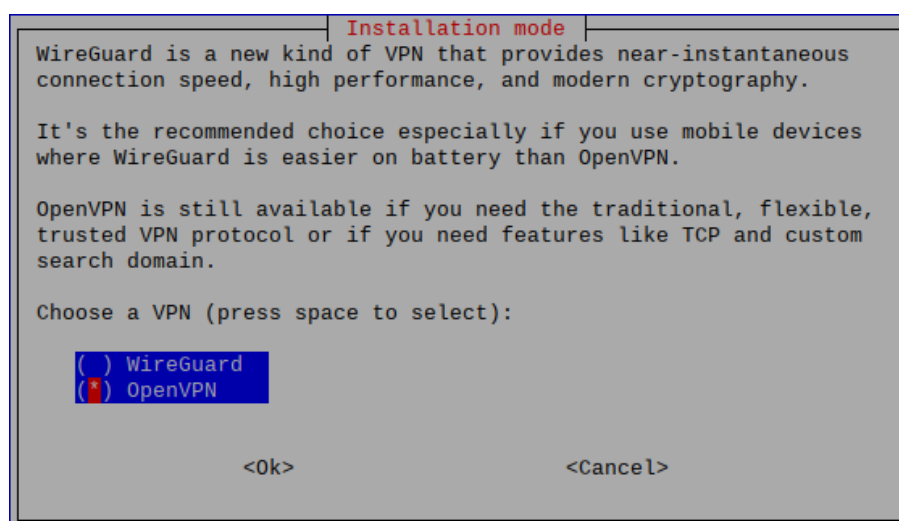 Installation mode
WireGuard is a new kind of VPN that provides near-instantaneous
connection speed, high performance, and modern cryptography.
It's the recommended choice especially if you use mobile devices
where WireGuard is easier on battery than OpenVPN.
OpenVPN is still available if you need the traditional, flexible,
trusted VPN protocol or if you need features like TCP and custom
search domain.
Choose a VPN (press space to select):
( ) WireGuard
(*) OpenVPN
<Ok> <Cancel>